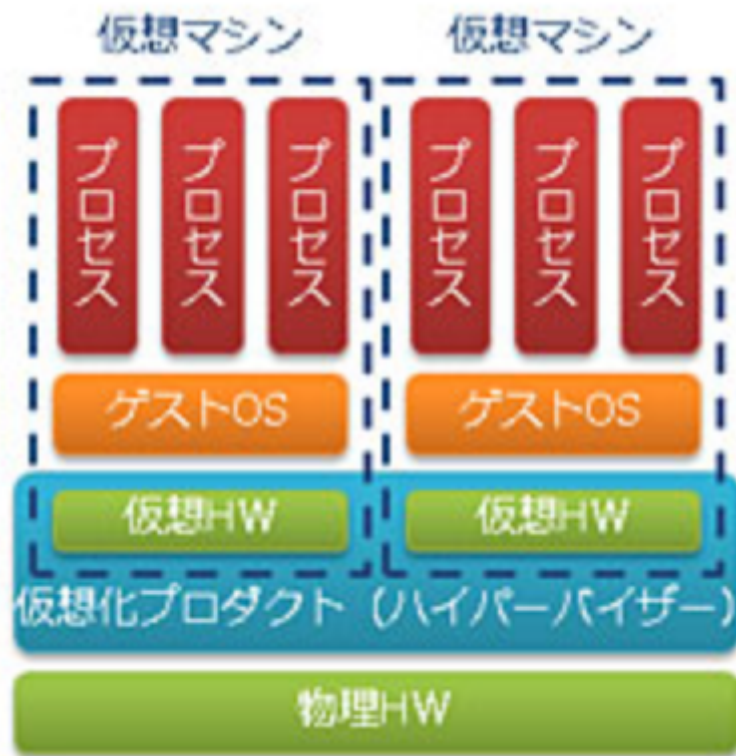 仮想マシン 仮想マシン
プロセス プロセス プロセス プロセス プロセス プロセス
ゲストOS ゲストOS
仮想HW 仮想HW
仮想化プロダクト（ハイパーバイザー）
物理HW